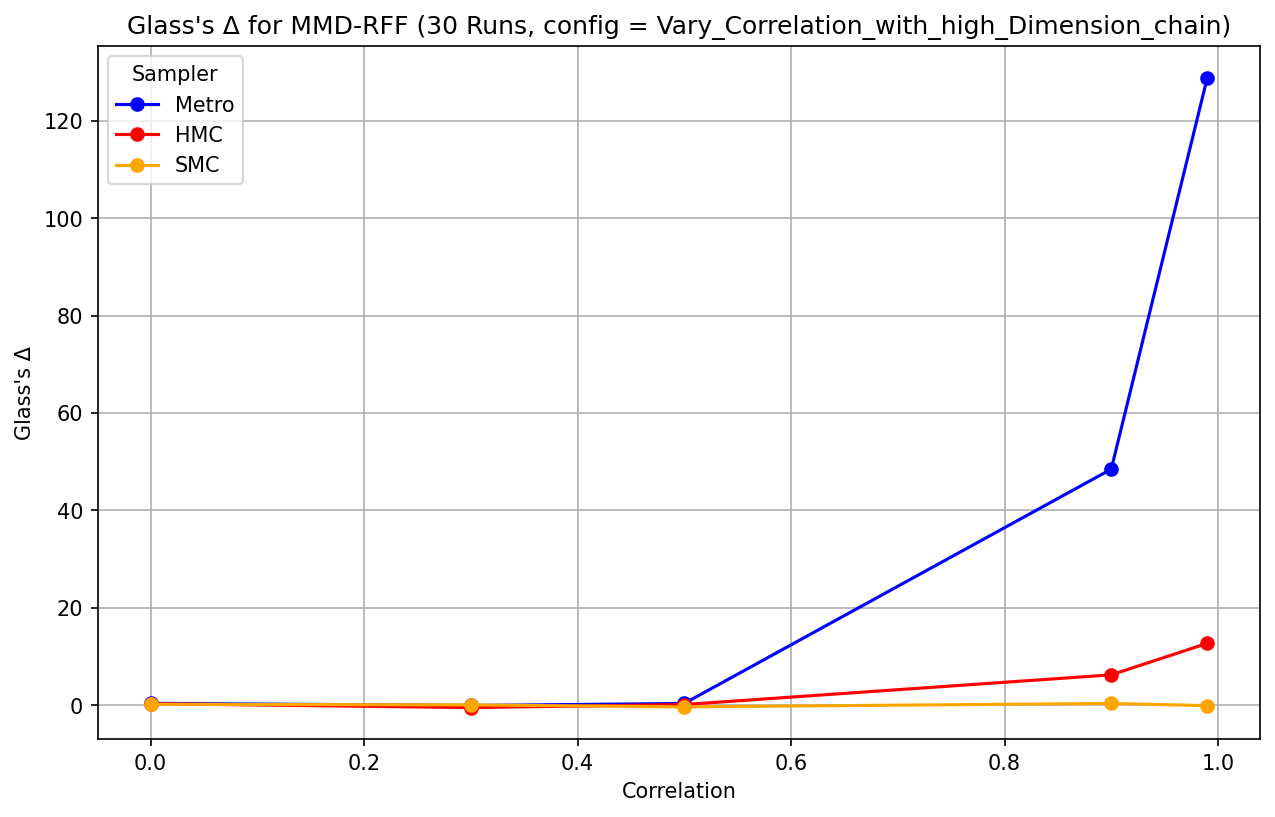 Glass's Δ for MMD-RFF (30 Runs, config = Vary_Correlation_with_high_Dimension_chain)
Sampler
Metro
HMC
SMC
120
100
80
60
40
20
0
Glass's Δ
0.0 0.2 0.4 0.6 0.8 1.0
Correlation